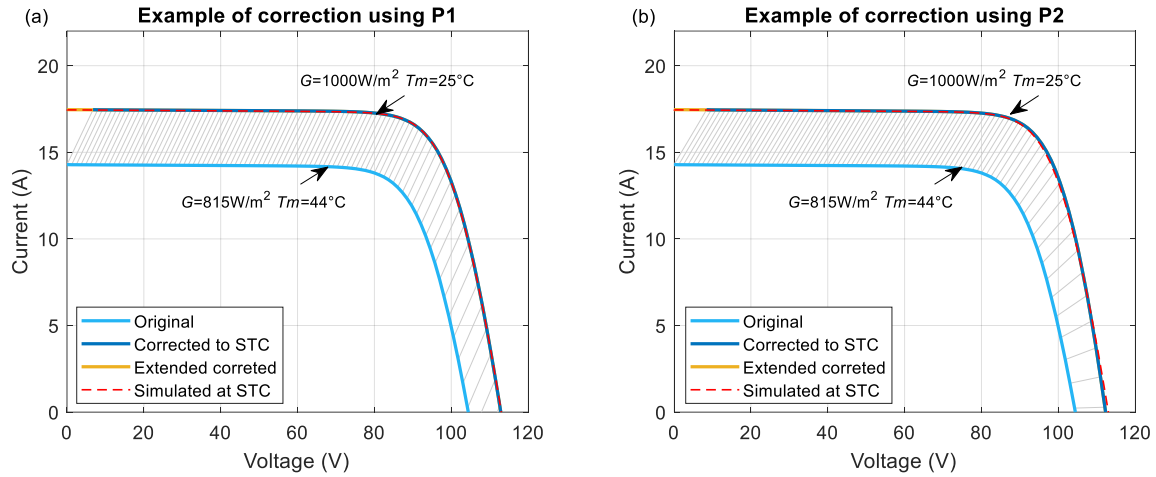 (a)
Example of correction using P1
G=1000W/m² Tm=25°C
G=815W/m² Tm=44°C
Original
Corrected to STC
Extended correted
Simulated at STC
Current (A)
0
5
10
15
20
0 20 40 60 80 100 120
Voltage (V)
(b)
Example of correction using P2
G=1000W/m² Tm=25°C
G=815W/m² Tm=44°C
Original
Corrected to STC
Extended correted
Simulated at STC
Current (A)
0
5
10
15
20
0 20 40 60 80 100 120
Voltage (V)